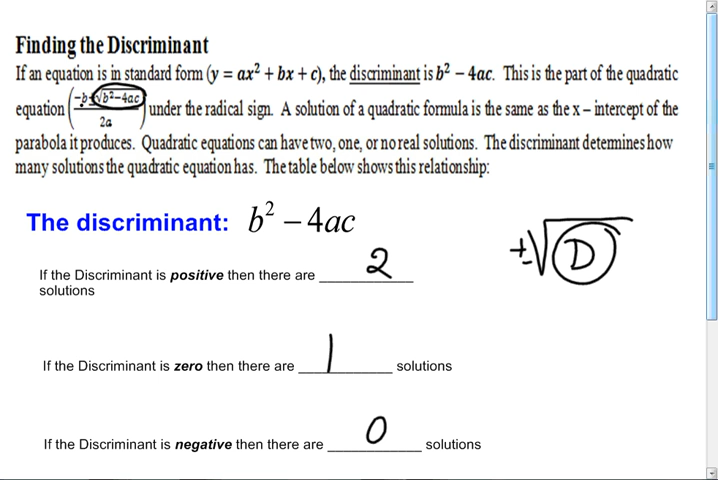 Finding the Discriminant
If an equation is in standard form (y = ax² + bx + c), the discriminant is b² − 4ac. This is the part of the quadratic
equation (−b±√b²−4ac / 2a) under the radical sign. A solution of a quadratic formula is the same as the x – intercept of the
parabola it produces. Quadratic equations can have two, one, or no real solutions. The discriminant determines how
many solutions the quadratic equation has. The table below shows this relationship:
The discriminant: b² − 4ac
±√D
If the Discriminant is positive then there are 2
solutions
If the Discriminant is zero then there are 1 solutions
If the Discriminant is negative then there are 0 solutions